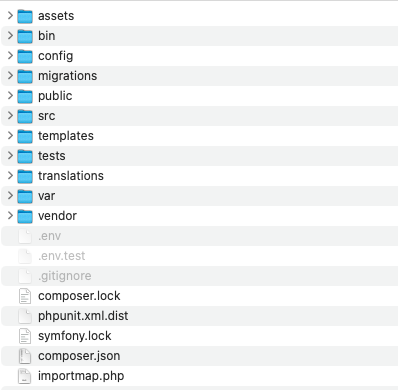 assets
bin
config
migrations
public
src
templates
tests
translations
var
vendor
.env
.env.test
.gitignore
composer.lock
phpunit.xml.dist
symfony.lock
composer.json
importmap.php